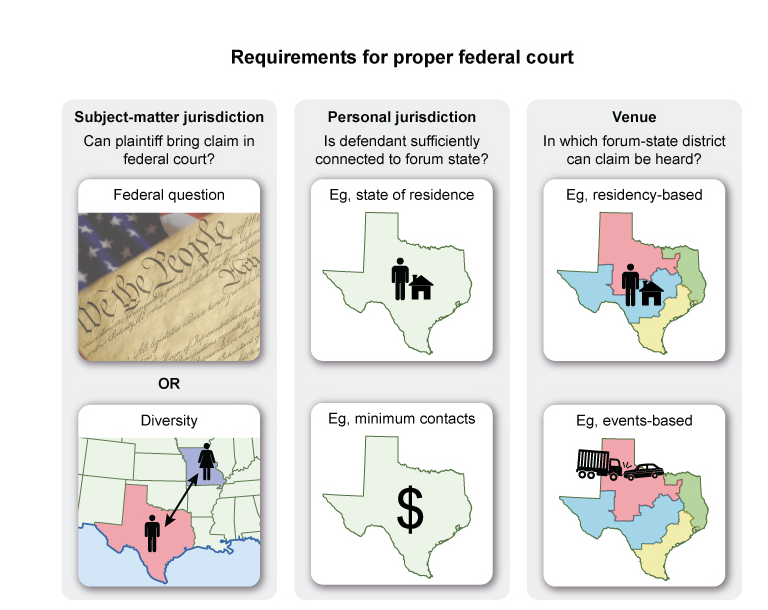 Requirements for proper federal court
Subject-matter jurisdiction
Can plaintiff bring claim in
federal court?
Federal question
We the People
OR
Diversity
Personal jurisdiction
Is defendant sufficiently
connected to forum state?
Eg, state of residence
Eg, minimum contacts
$
Venue
In which forum-state district
can claim be heard?
Eg, residency-based
Eg, events-based